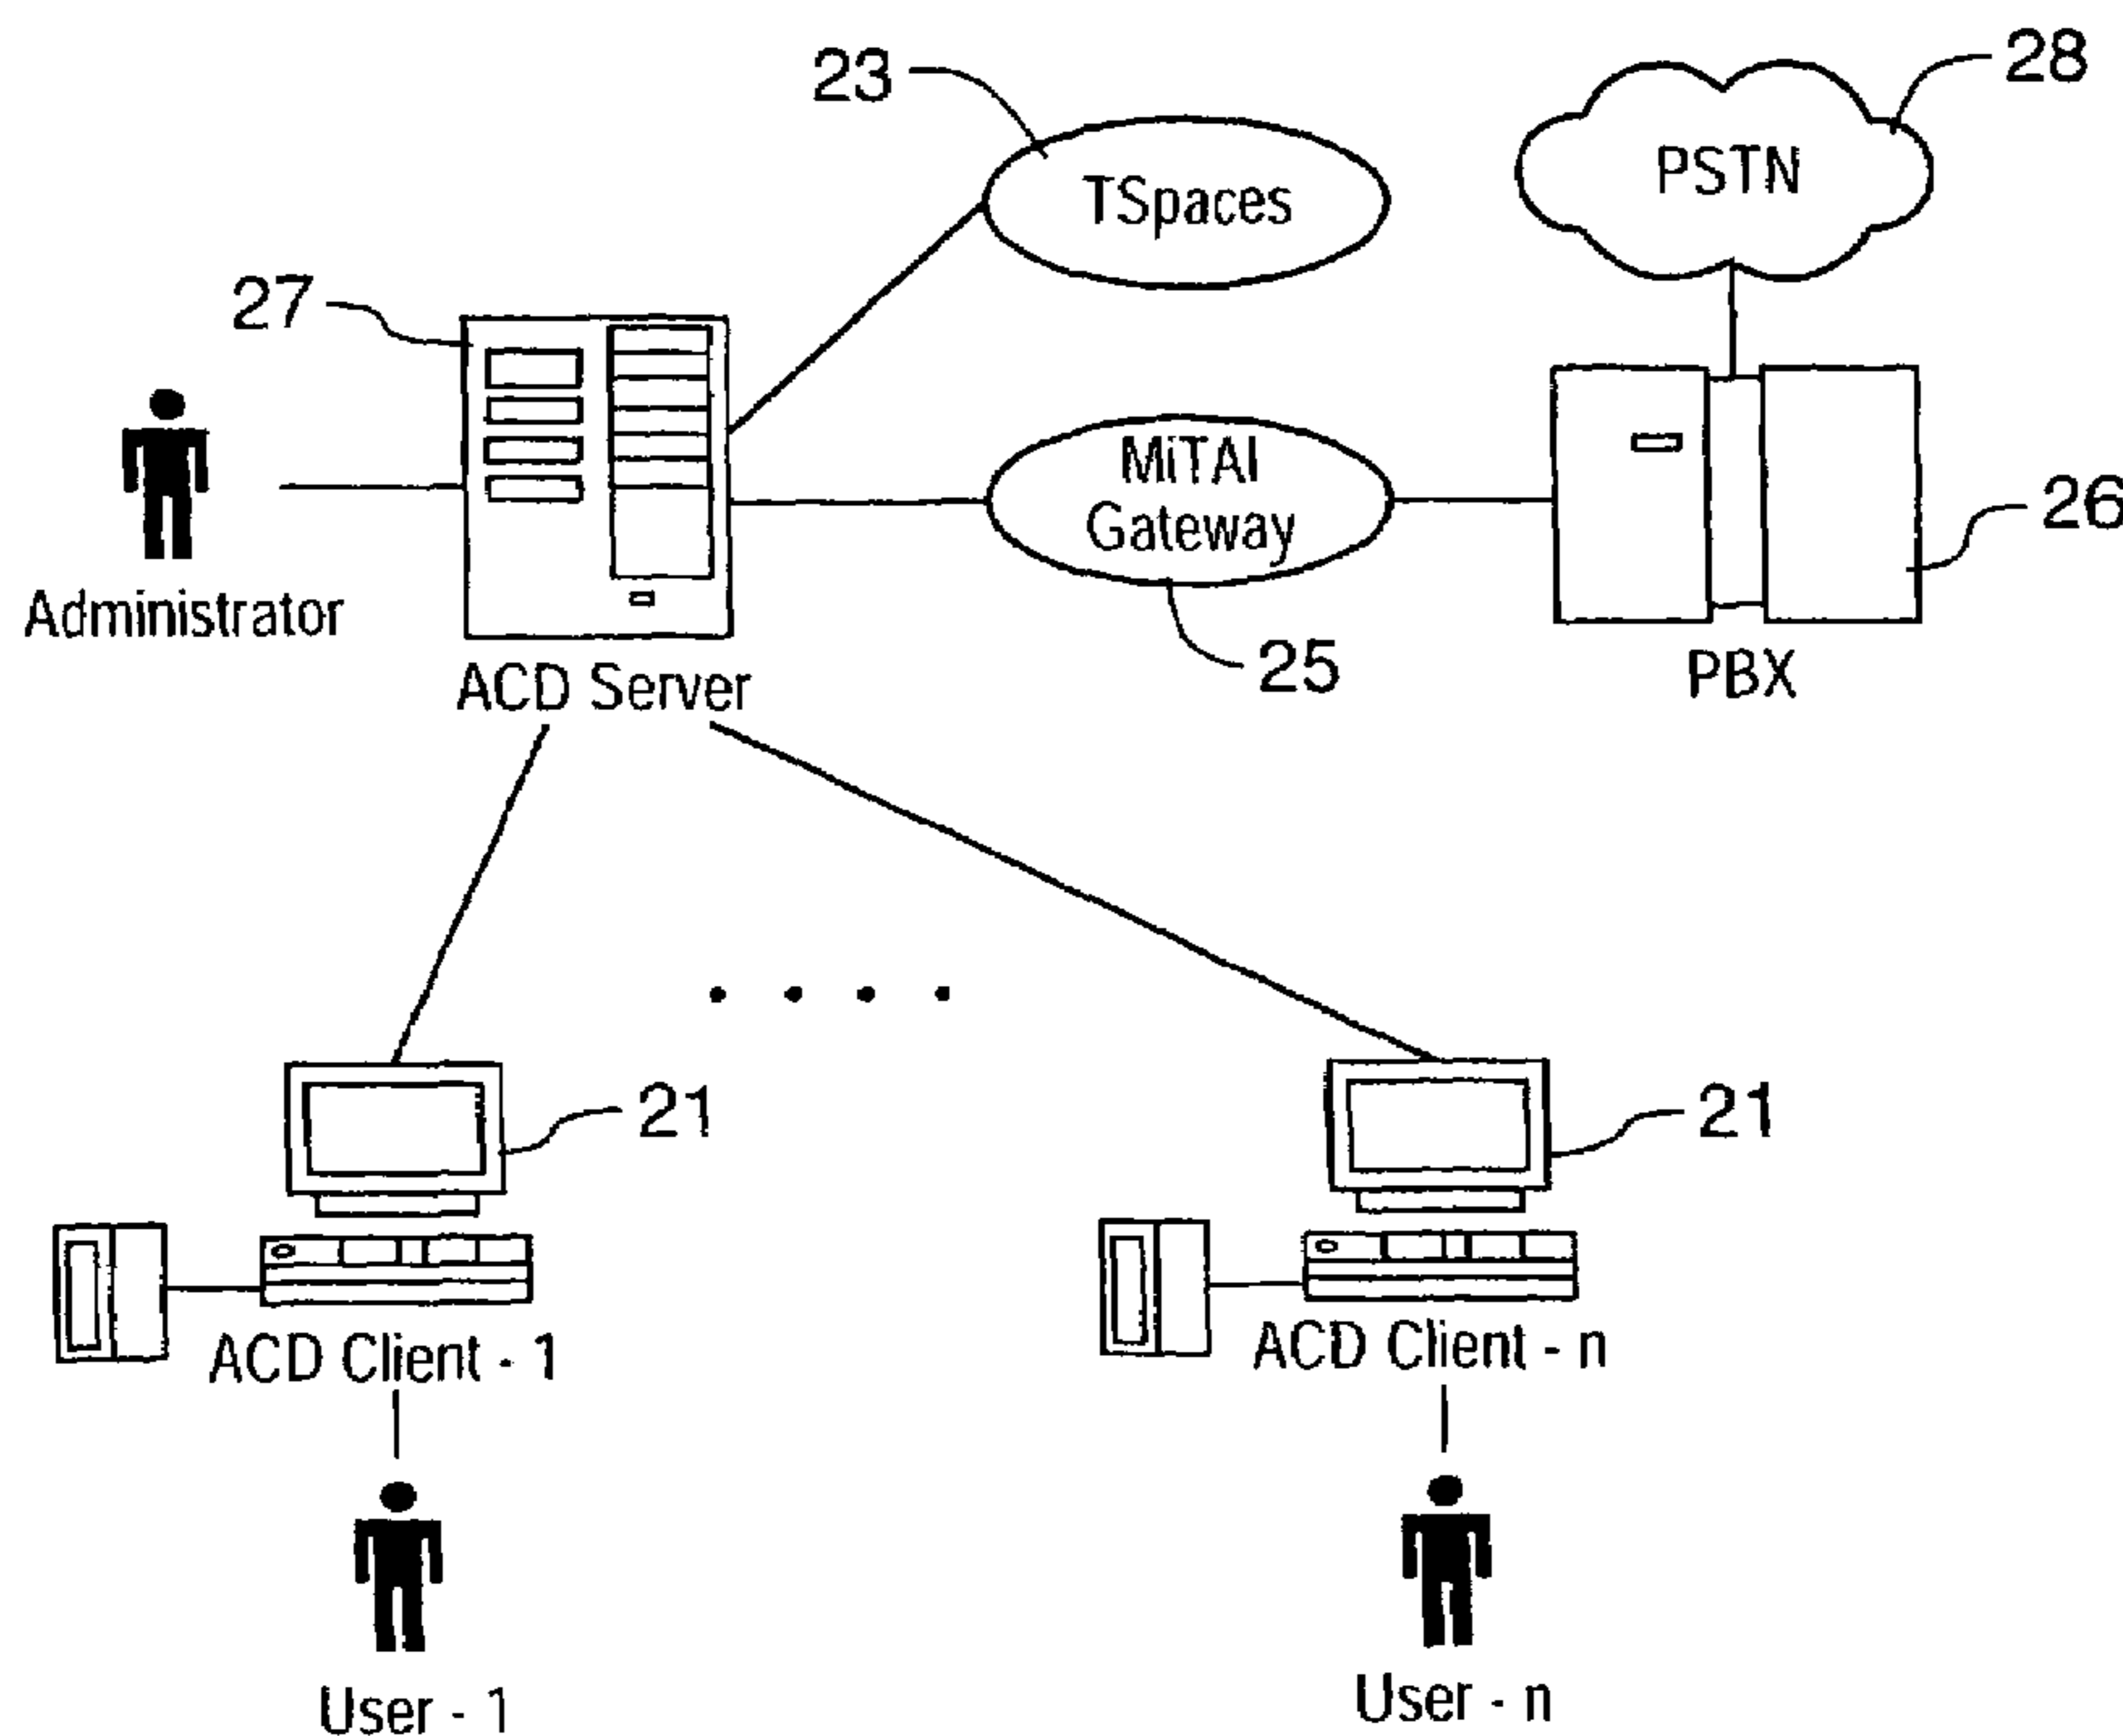 23
28
TSpaces
PSTN
27
MiTAI
Gateway
26
Administrator
25
ACD Server
PBX
21
21
ACD Client - 1
ACD Client - n
User - 1
User - n